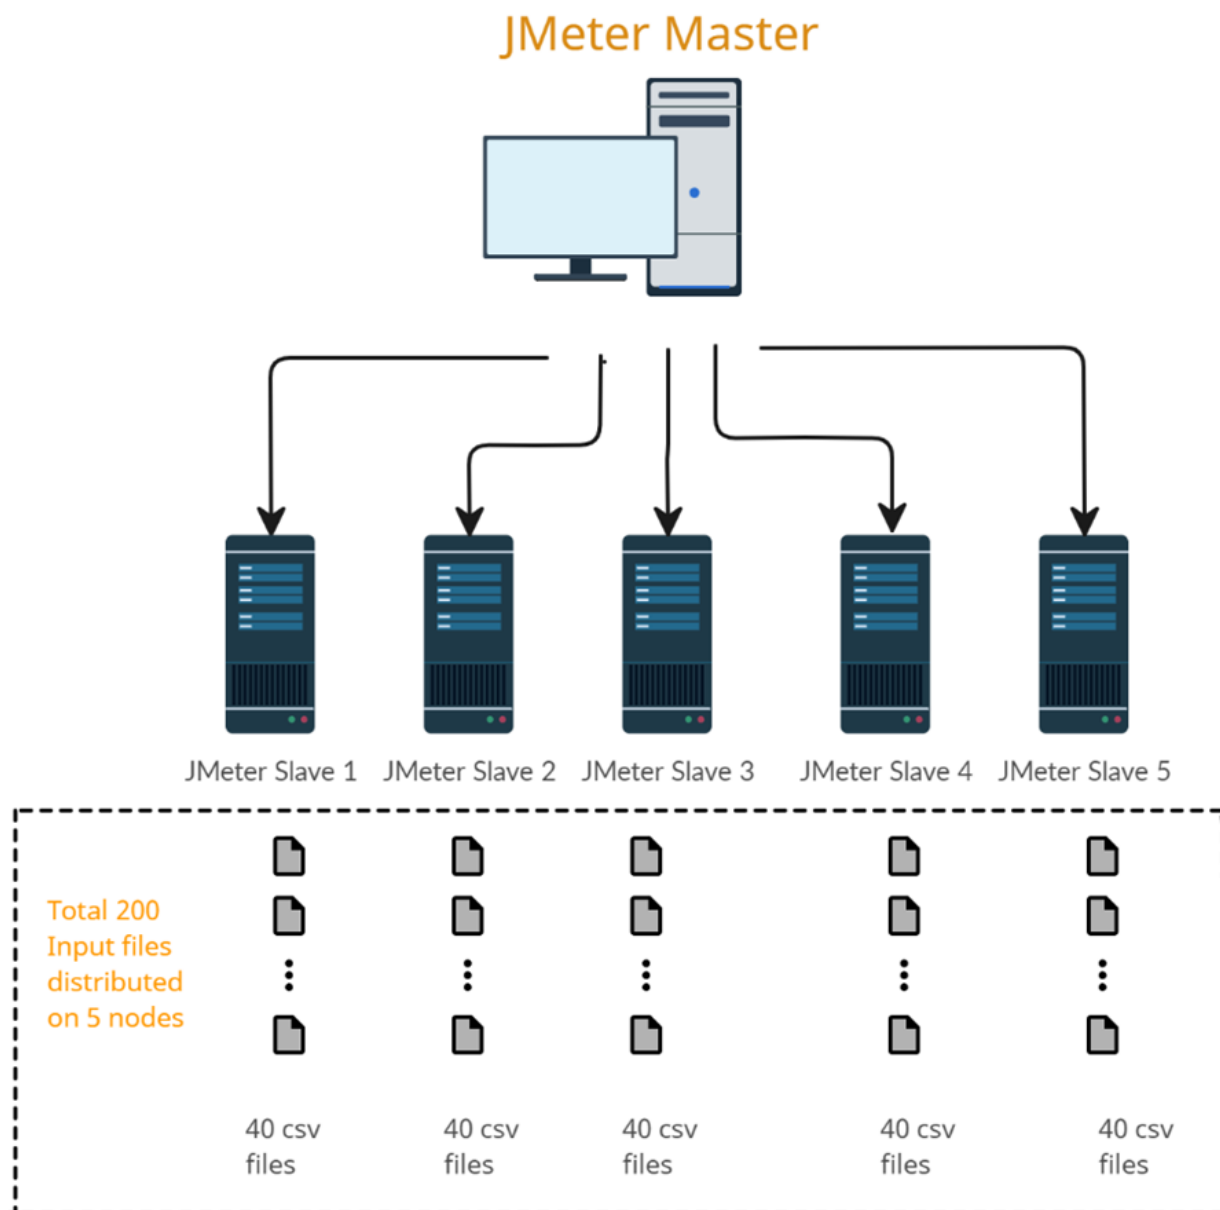 JMeter Master
JMeter Slave 1
JMeter Slave 2
JMeter Slave 3
JMeter Slave 4
JMeter Slave 5
Total 200
Input files
distributed
on 5 nodes
40 csv
files
40 csv
files
40 csv
files
40 csv
files
40 csv
files